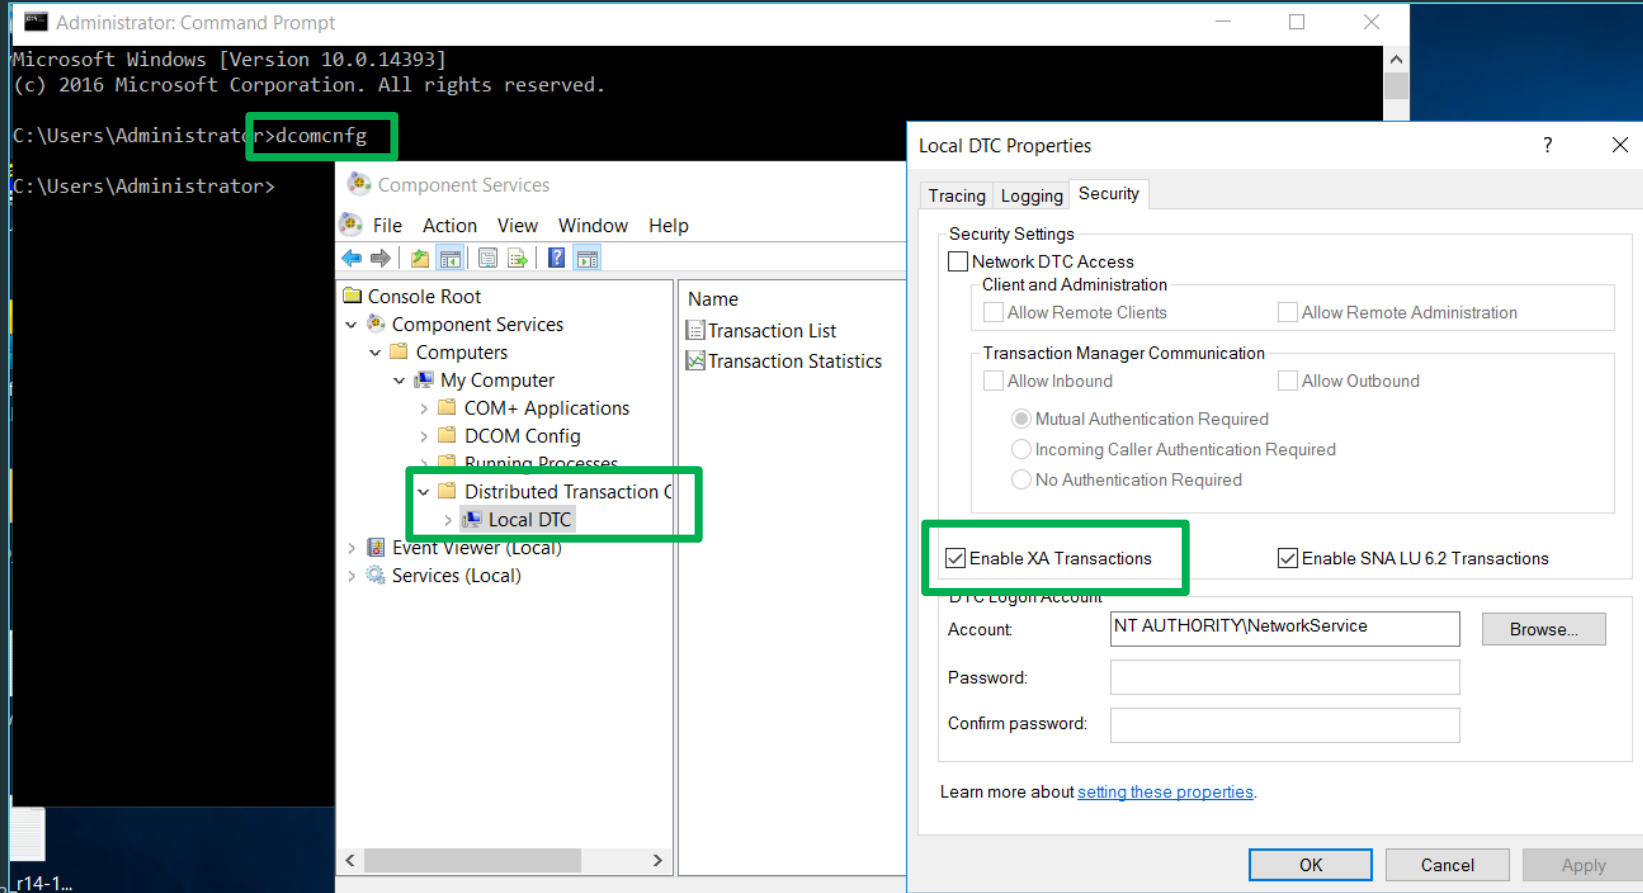 Administrator: Command Prompt
Microsoft Windows [Version 10.0.14393]
(c) 2016 Microsoft Corporation. All rights reserved.
C:\Users\Administrator>dcomcnfg
C:\Users\Administrator>
Component Services
File Action View Window Help
Console Root
Component Services
Computers
My Computer
COM+ Applications
DCOM Config
Running Processes
Distributed Transaction C
Local DTC
Event Viewer (Local)
Services (Local)
Name
Transaction List
Transaction Statistics
Local DTC Properties
Tracing Logging Security
Security Settings
Network DTC Access
Client and Administration
Allow Remote Clients Allow Remote Administration
Transaction Manager Communication
Allow Inbound Allow Outbound
Mutual Authentication Required
Incoming Caller Authentication Required
No Authentication Required
Enable XA Transactions Enable SNA LU 6.2 Transactions
DTC Logon Account
Account: NT AUTHORITY\NetworkService Browse...
Password:
Confirm password:
Learn more about setting these properties.
OK Cancel Apply
_r14-1...